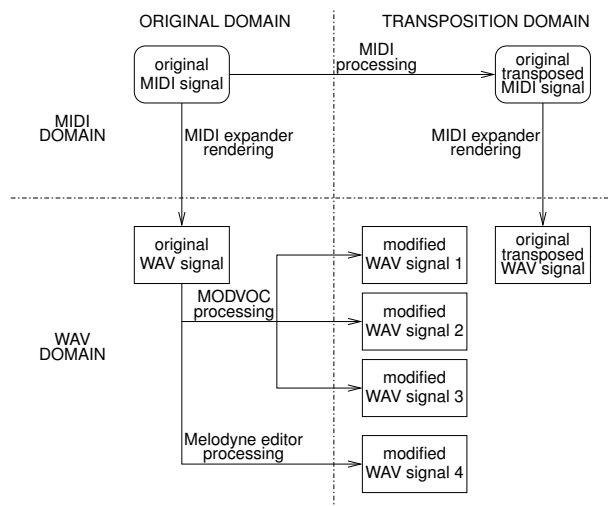 ORIGINAL DOMAIN
TRANSPOSITION DOMAIN
original
MIDI signal
MIDI
processing
original
transposed
MIDI signal
MIDI
DOMAIN
MIDI expander
rendering
MIDI expander
rendering
original
WAV signal
modified
WAV signal 1
original
transposed
WAV signal
MODVOC
processing
modified
WAV signal 2
WAV
DOMAIN
modified
WAV signal 3
Melodyne editor
processing
modified
WAV signal 4